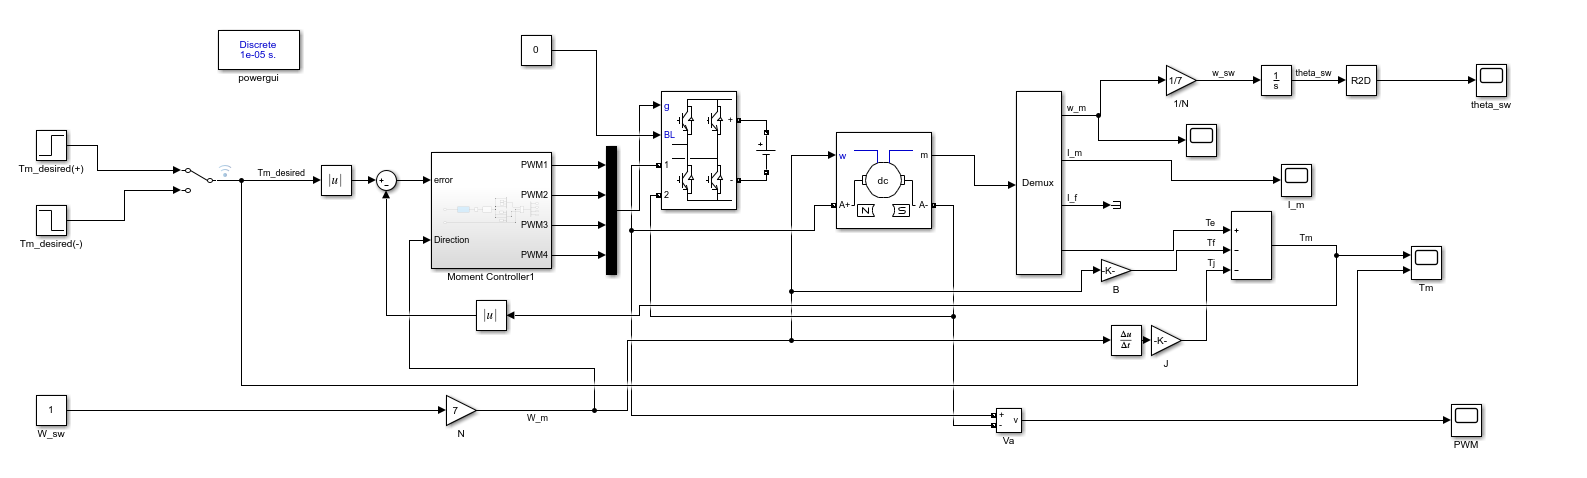 Discrete
1e-05 s.
powergui
0
1/7
1/N
w_sw
1
s
theta_sw
R2D
theta_sw
g
BL
1
2
+
-
+
w
m
dc
A+
N
S
A-
Demux
w_m
I_m
I_m
I_f
Tm_desired(+)
Tm_desired(-)
Tm_desired
|u|
+
−
error
Direction
PWM1
PWM2
PWM3
PWM4
Moment Controller1
Te
Tf
Tj
+
−
−
Tm
Tm
-K-
B
|u|
Δu
Δt
-K-
J
1
W_sw
7
N
W_m
+
-
v
Va
PWM